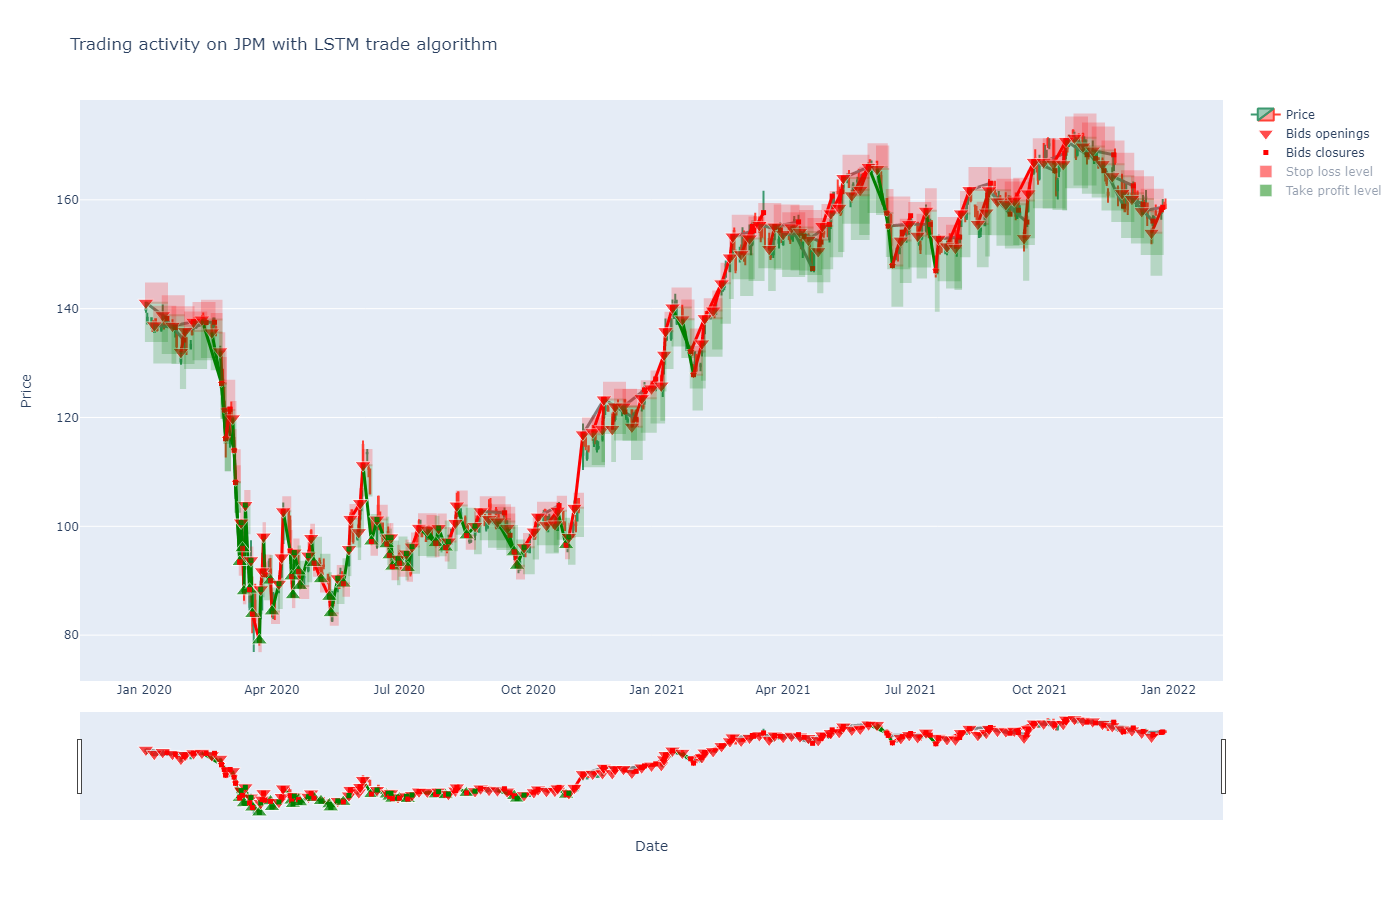 Trading activity on JPM with LSTM trade algorithm
Price
Bids openings
Bids closures
Stop loss level
Take profit level
160
140
120
100
80
Price
Jan 2020
Apr 2020
Jul 2020
Oct 2020
Jan 2021
Apr 2021
Jul 2021
Oct 2021
Jan 2022
Date